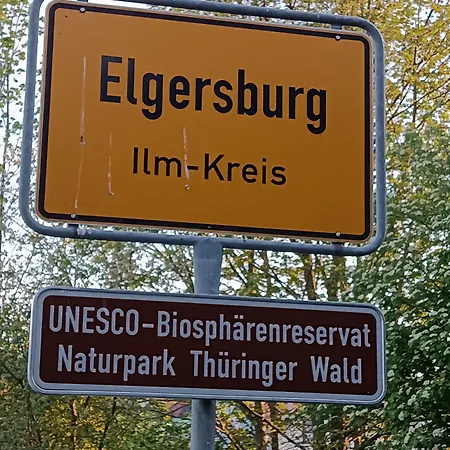 Elgersburg
Ilm-Kreis
UNESCO-Biosphärenreservat
Naturpark Thüringer Wald